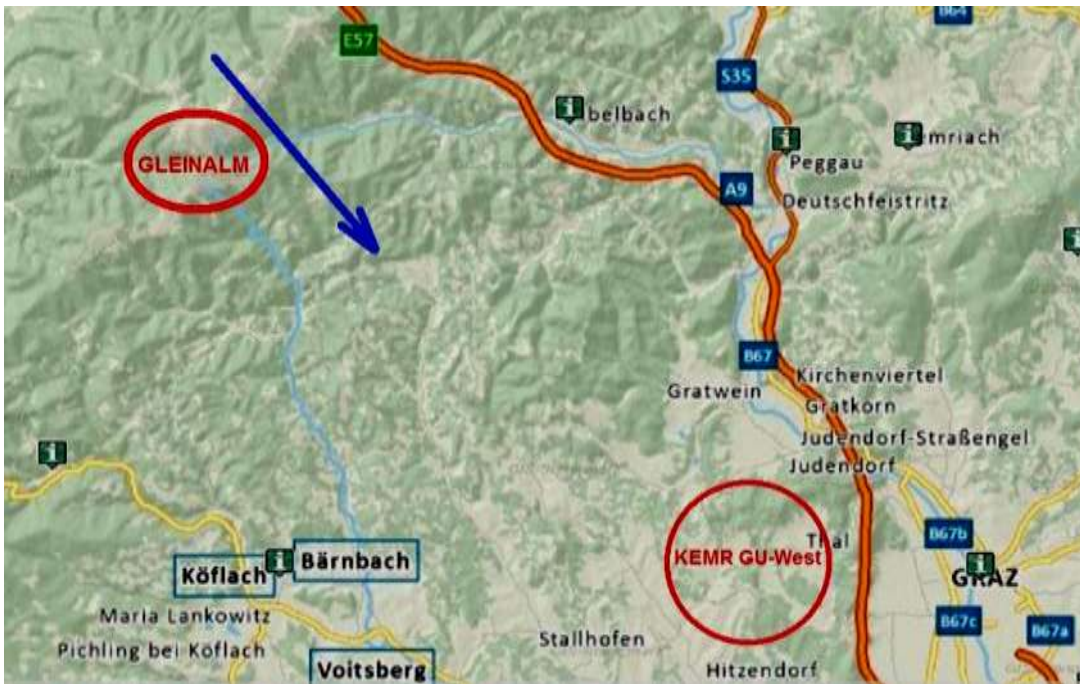 B64
E57
S35
belbach
emriach
GLEINALM
Peggau
A9
Deutschfeistritz
B67
Kirchenviertel
Gratwein
Gratkorn
Judendorf-Straßengel
Judendorf
B67b
Thal
KEMR GU-West
Bärnbach
Köflach
GRAZ
Maria Lankowitz
B67c
B67a
Stallhofen
Pichling bei Köflach
Voitsberg
Hitzendorf